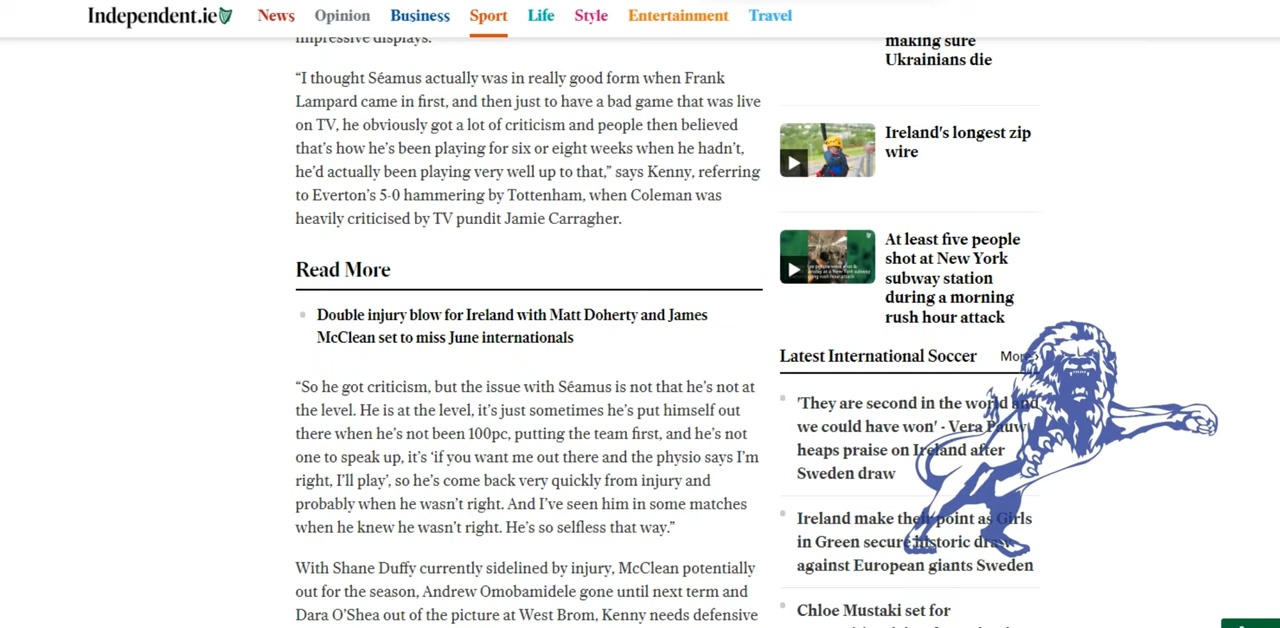 Independent.ie News Opinion Business Sport Life Style Entertainment Travel
impressive displays.
“I thought Séamus actually was in really good form when Frank
Lampard came in first, and then just to have a bad game that was live
on TV, he obviously got a lot of criticism and people then believed
that’s how he’s been playing for six or eight weeks when he hadn’t,
he’d actually been playing very well up to that,” says Kenny, referring
to Everton’s 5-0 hammering by Tottenham, when Coleman was
heavily criticised by TV pundit Jamie Carragher.
Read More
Double injury blow for Ireland with Matt Doherty and James
McClean set to miss June internationals
“So he got criticism, but the issue with Séamus is not that he’s not at
the level. He is at the level, it’s just sometimes he’s put himself out
there when he’s not been 100pc, putting the team first, and he’s not
one to speak up, it’s ‘if you want me out there and the physio says I’m
right, I’ll play’, so he’s come back very quickly from injury and
probably when he wasn’t right. And I’ve seen him in some matches
when he knew he wasn’t right. He’s so selfless that way.”
With Shane Duffy currently sidelined by injury, McClean potentially
out for the season, Andrew Omobamidele gone until next term and
Dara O’Shea out of the picture at West Brom, Kenny needs defensive
making sure
Ukrainians die
Ireland's longest zip
wire
At least five people
shot at New York
subway station
during a morning
rush hour attack
Latest International Soccer More
'They are second in the world and
we could have won' - Vera Pauw
heaps praise on Ireland after
Sweden draw
Ireland make their point as Girls
in Green secure historic draw
against European giants Sweden
Chloe Mustaki set for